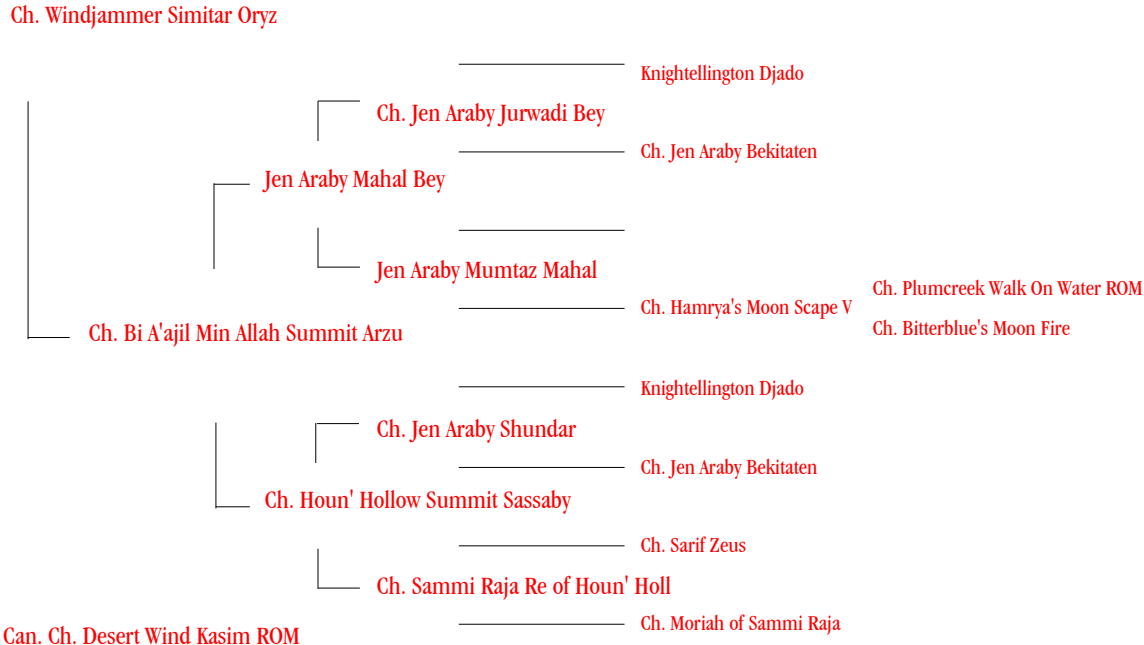 Ch. Windjammer Simitar Oryz
Knightellington Djado
Ch. Jen Araby Jurwadi Bey
Ch. Jen Araby Bekitaten
Jen Araby Mahal Bey
Jen Araby Mumtaz Mahal
Ch. Plumcreek Walk On Water ROM
Ch. Hamrya's Moon Scape V
Ch. Bitterblue's Moon Fire
Ch. Bi A'ajil Min Allah Summit Arzu
Knightellington Djado
Ch. Jen Araby Shundar
Ch. Jen Araby Bekitaten
Ch. Houn' Hollow Summit Sassaby
Ch. Sarif Zeus
Ch. Sammi Raja Re of Houn' Holl
Ch. Moriah of Sammi Raja
Can. Ch. Desert Wind Kasim ROM